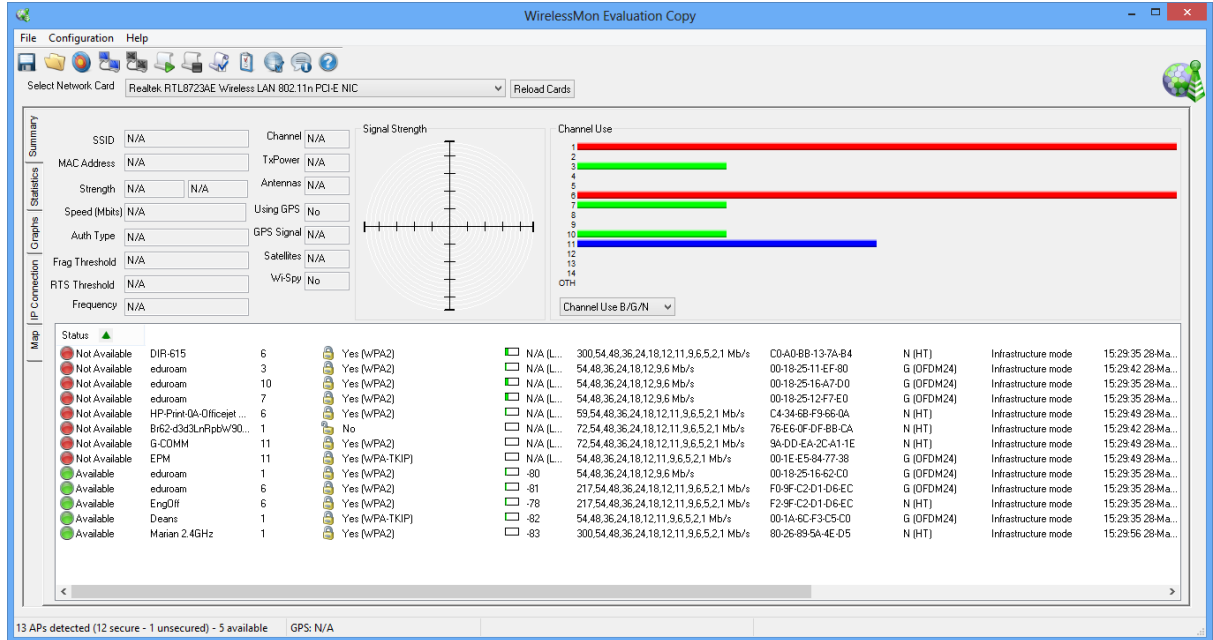 WirelessMon Evaluation Copy
File Configuration Help
Select Network Card Realtek RTL8723AE Wireless LAN 802.11n PCI-E NIC Reload Cards
Summary
Statistics
Graphs
IP Connection
Map
SSID N/A
MAC Address N/A
Strength N/A N/A
Speed (Mbits) N/A
Auth Type N/A
Frag Threshold N/A
RTS Threshold N/A
Frequency N/A
Channel N/A
TxPower N/A
Antennas N/A
Using GPS No
GPS Signal N/A
Satellites N/A
Wi-Spy No
Signal Strength
Channel Use
1
2
3
4
5
6
7
8
9
10
11
12
13
14
OTH
Channel Use B/G/N
Status
Not Available DIR-615 6 Yes (WPA2) N/A (L... 300,54,48,36,24,18,12,11,9,6,5,2,1 Mb/s C0-A0-BB-13-7A-B4 N (HT) Infrastructure mode 15:29:35 28-Ma...
Not Available eduroam 3 Yes (WPA2) N/A (L... 54,48,36,24,18,12,9,6 Mb/s 00-18-25-11-EF-80 G (OFDM24) Infrastructure mode 15:29:42 28-Ma...
Not Available eduroam 10 Yes (WPA2) N/A (L... 54,48,36,24,18,12,9,6 Mb/s 00-18-25-16-A7-D0 G (OFDM24) Infrastructure mode 15:29:35 28-Ma...
Not Available eduroam 7 Yes (WPA2) N/A (L... 54,48,36,24,18,12,9,6 Mb/s 00-18-25-12-F7-E0 G (OFDM24) Infrastructure mode 15:29:35 28-Ma...
Not Available HP-Print-0A-Officejet ... 6 Yes (WPA2) N/A (L... 59,54,48,36,24,18,12,11,9,6,5,2,1 Mb/s C4-34-6B-F9-66-0A N (HT) Infrastructure mode 15:29:49 28-Ma...
Not Available Br62-d3d3LnRpbW90... 1 No N/A (L... 72,54,48,36,24,18,12,11,9,6,5,2,1 Mb/s 76-E6-0F-DF-BB-CA N (HT) Infrastructure mode 15:29:42 28-Ma...
Not Available G-COMM 11 Yes (WPA2) N/A (L... 72,54,48,36,24,18,12,11,9,6,5,2,1 Mb/s 9A-DD-EA-2C-A1-1E N (HT) Infrastructure mode 15:29:49 28-Ma...
Not Available EPM 11 Yes (WPA-TKIP) N/A (L... 54,48,36,24,18,12,11,9,6,5,2,1 Mb/s 00-1E-E5-84-77-38 G (OFDM24) Infrastructure mode 15:29:35 28-Ma...
Available eduroam 1 Yes (WPA2) -80 54,48,36,24,18,12,9,6 Mb/s 00-18-25-16-62-C0 G (OFDM24) Infrastructure mode 15:29:35 28-Ma...
Available eduroam 6 Yes (WPA2) -81 217,54,48,36,24,18,12,11,9,6,5,2,1 Mb/s F0-9F-C2-D1-D6-EC G (OFDM24) Infrastructure mode 15:29:35 28-Ma...
Available EngOff 6 Yes (WPA2) -78 217,54,48,36,24,18,12,11,9,6,5,2,1 Mb/s F2-9F-C2-D1-D6-EC G (OFDM24) Infrastructure mode 15:29:35 28-Ma...
Available Deans 1 Yes (WPA-TKIP) -82 54,48,36,24,18,12,11,9,6,5,2,1 Mb/s 00-1A-6C-F3-C5-C0 G (OFDM24) Infrastructure mode 15:29:35 28-Ma...
Available Marian 2.4GHz 1 Yes (WPA2) -83 300,54,48,36,24,18,12,11,9,6,5,2,1 Mb/s 80-26-89-5A-4E-D5 N (HT) Infrastructure mode 15:29:56 28-Ma...
13 APs detected (12 secure - 1 unsecured) - 5 available GPS: N/A